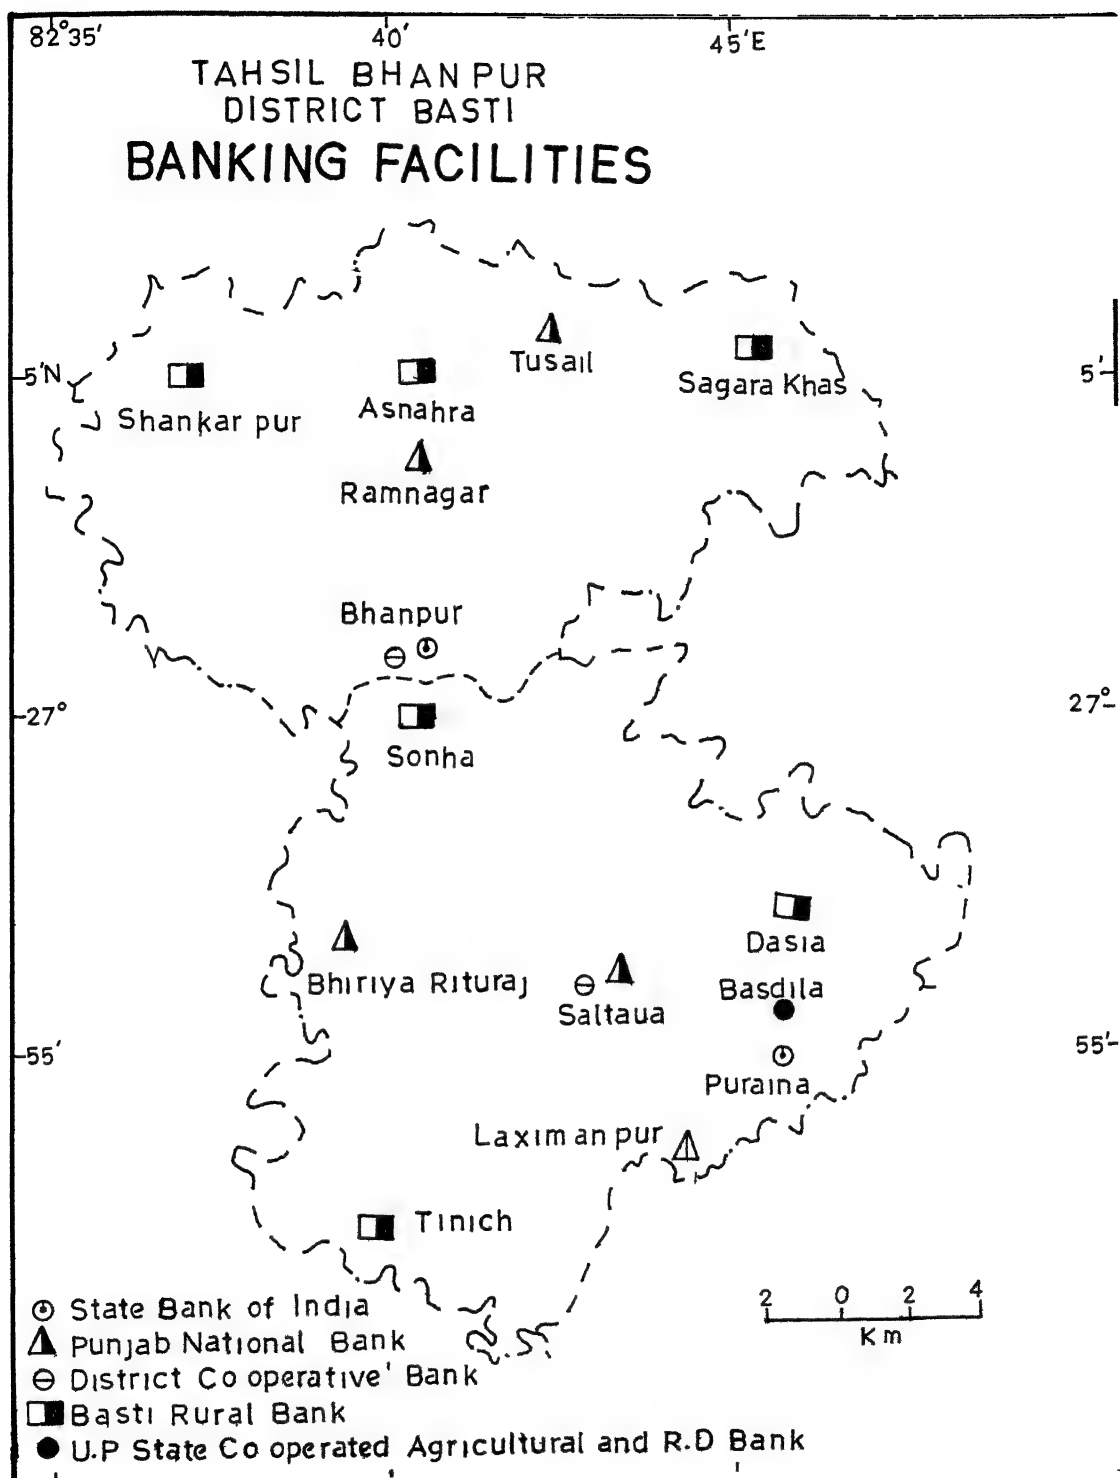 82°35' 40' 45'E
TAHSIL BHANPUR
DISTRICT BASTI
BANKING FACILITIES
Tusail
5'N 5'
Sagara Khas
Asnahra
Shankar pur
Ramnagar
Bhanpur
27° 27°
Sonha
Dasia
Bhiriya Rituraj
Basdila
Saltaua
55' 55'
Puraina
Laximanpur
Tinich
2 0 2 4
Km
State Bank of India
Punjab National Bank
District Co operative' Bank
Basti Rural Bank
U.P State Co operated Agricultural and R.D Bank